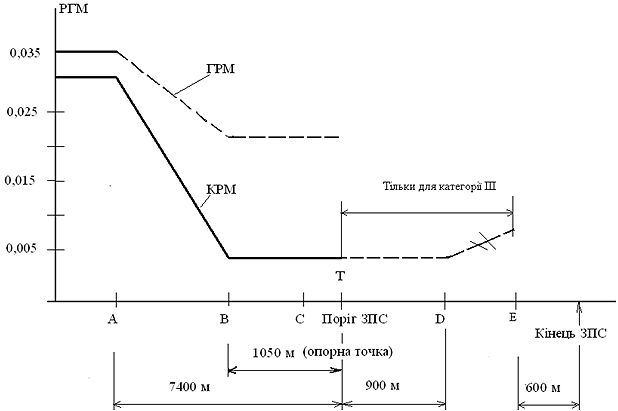 РГМ
0,035
ГРМ
0,025
0,015
КРМ
Тільки для категорії III
0,005
T
A
B
C
Поріг ЗПС
D
E
Кінець ЗПС
1050 м (опорна точка)
7400 м
900 м
600 м